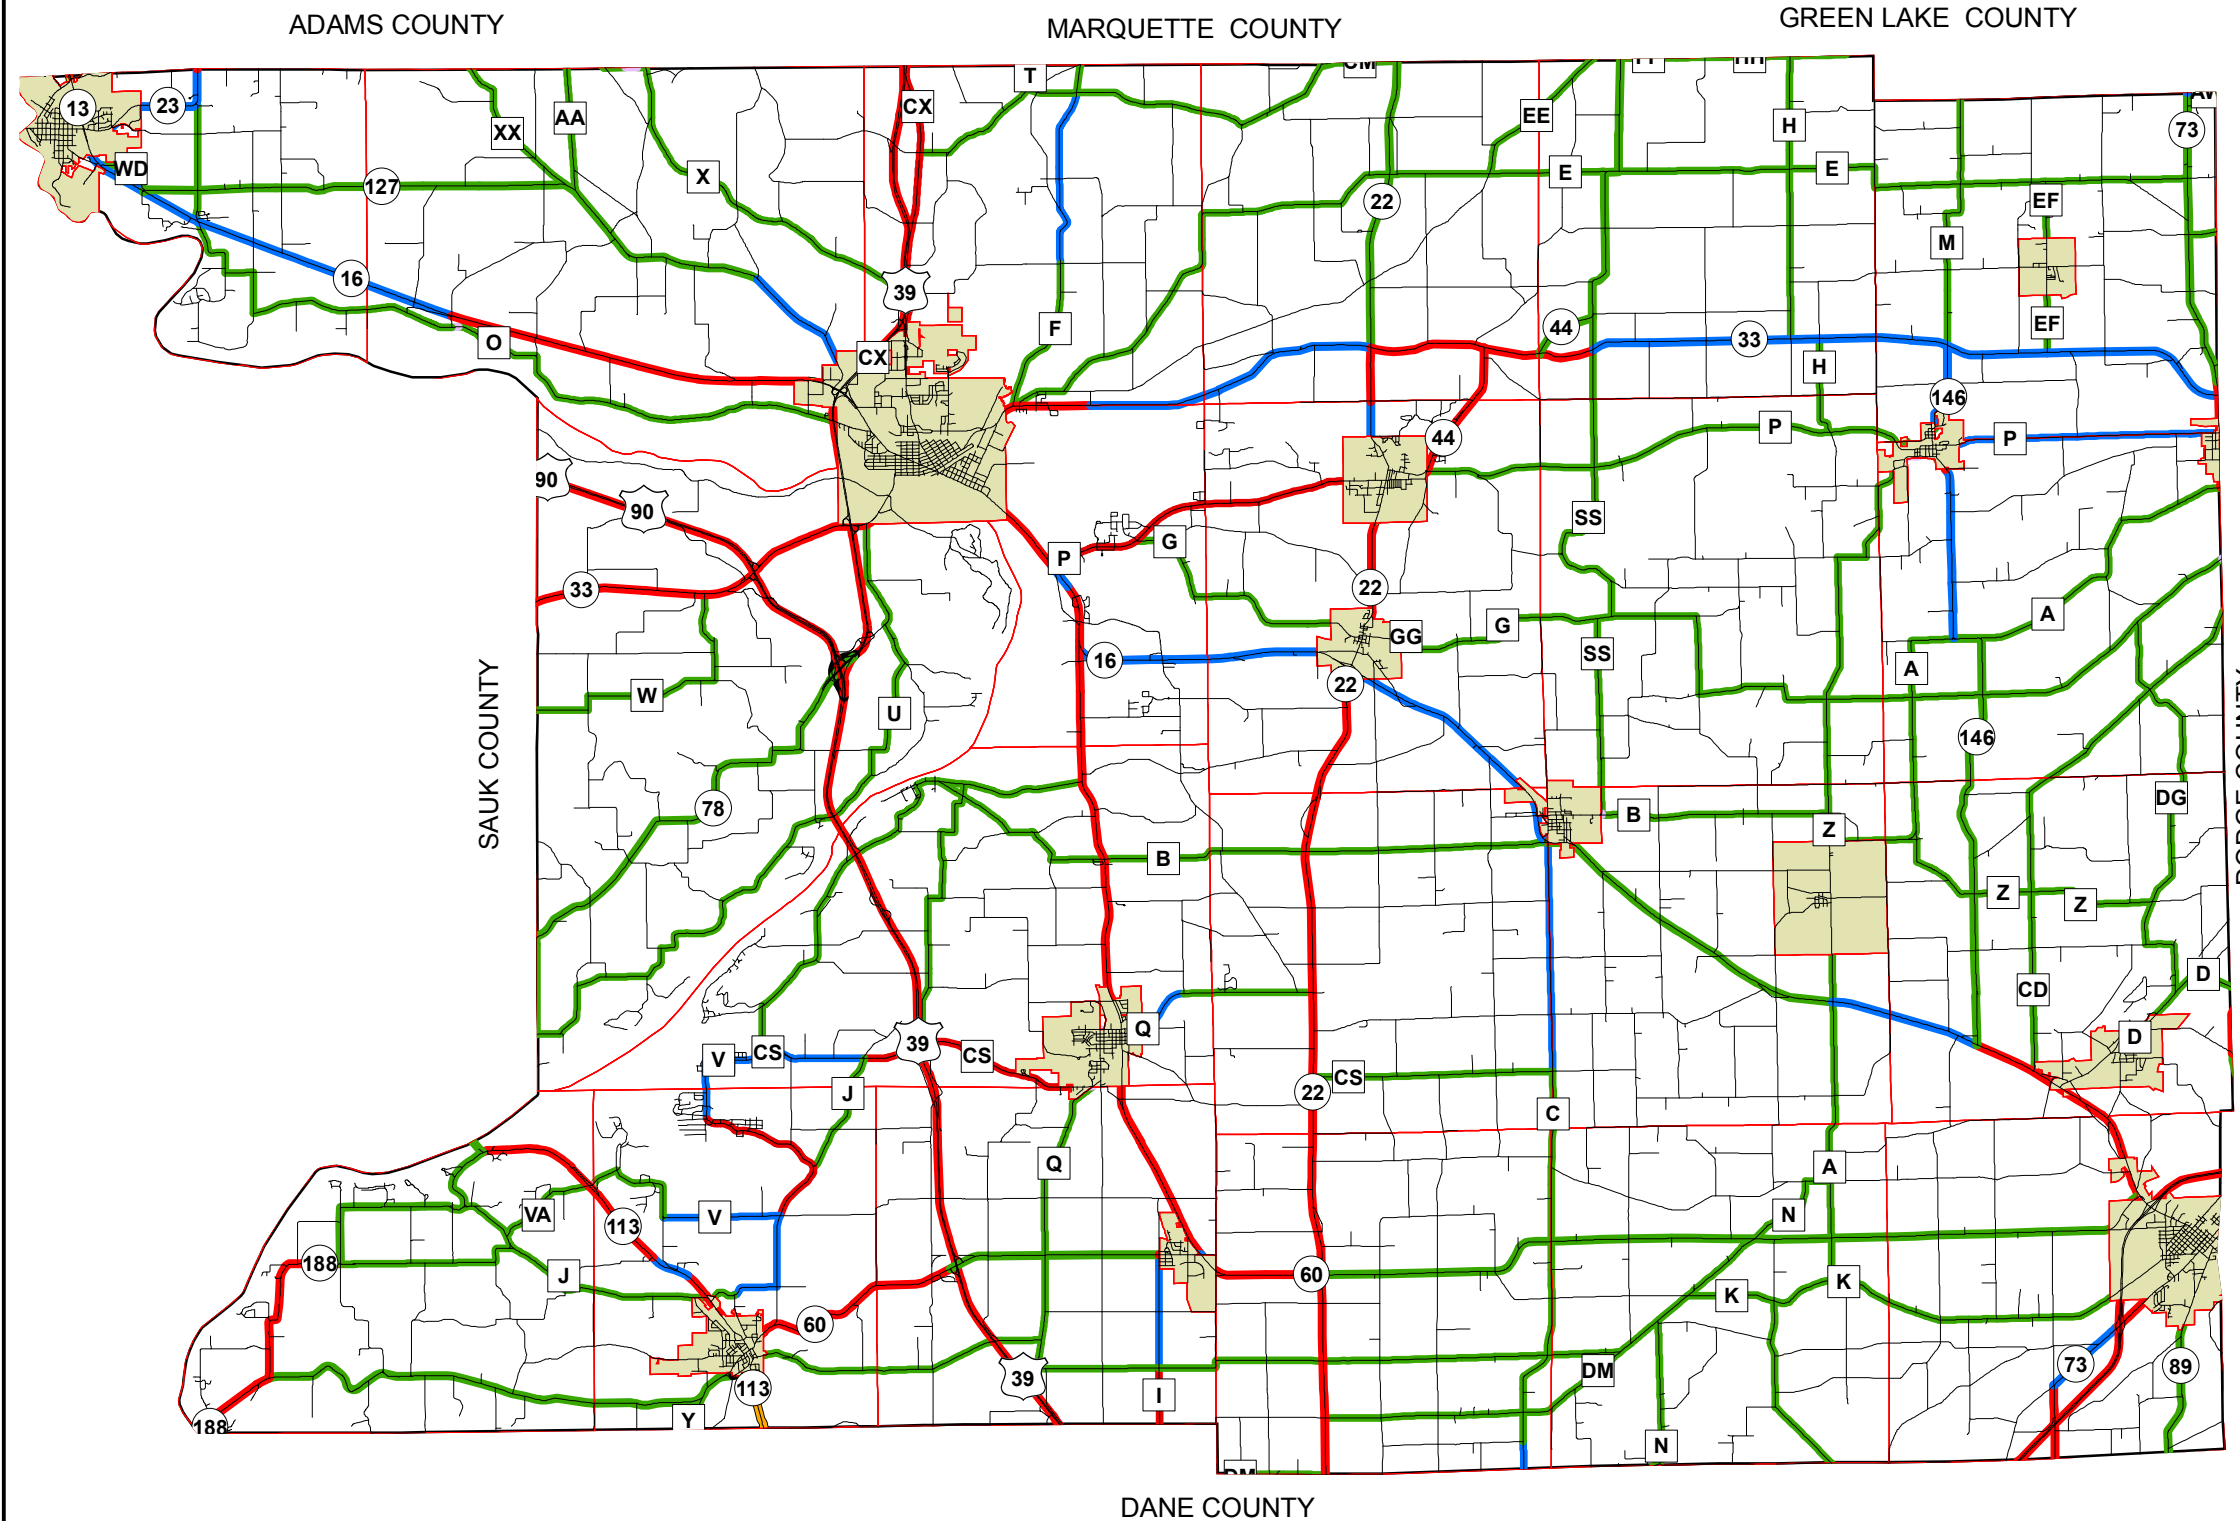 ADAMS COUNTY
MARQUETTE COUNTY
GREEN LAKE COUNTY
13
23
WD
127
XX
AA
X
CX
T
F
22
EE
E
H
E
M
EF
EF
73
16
O
39
CX
44
33
H
146
P
P
44
90
90
33
P
G
SS
22
GG
G
SS
A
A
16
22
W
U
146
SAUK COUNTY
78
B
B
Z
DG
Z
Z
D
CD
D
V
CS
39
CS
Q
J
22
CS
C
Q
A
N
VA
113
V
188
J
60
60
K
K
39
I
DM
73
89
188
113
Y
N
DANE COUNTY